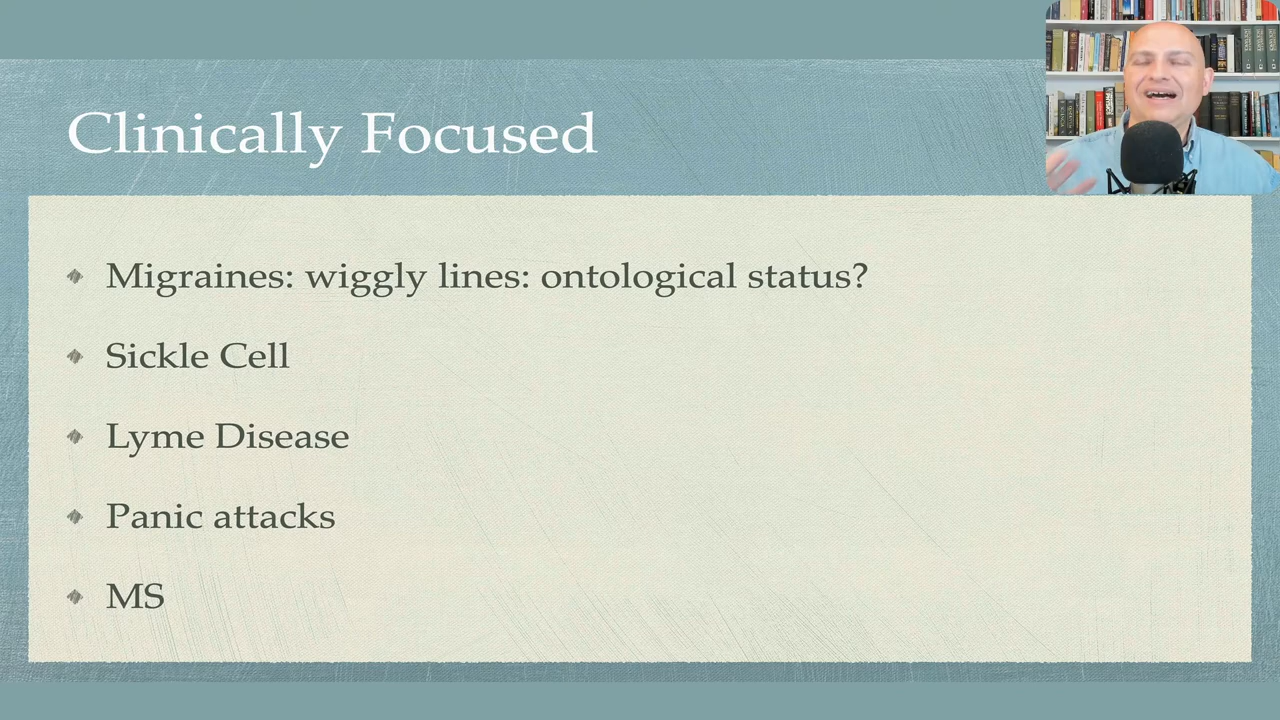 Clinically Focused
Migraines: wiggly lines: ontological status?
Sickle Cell
Lyme Disease
Panic attacks
MS